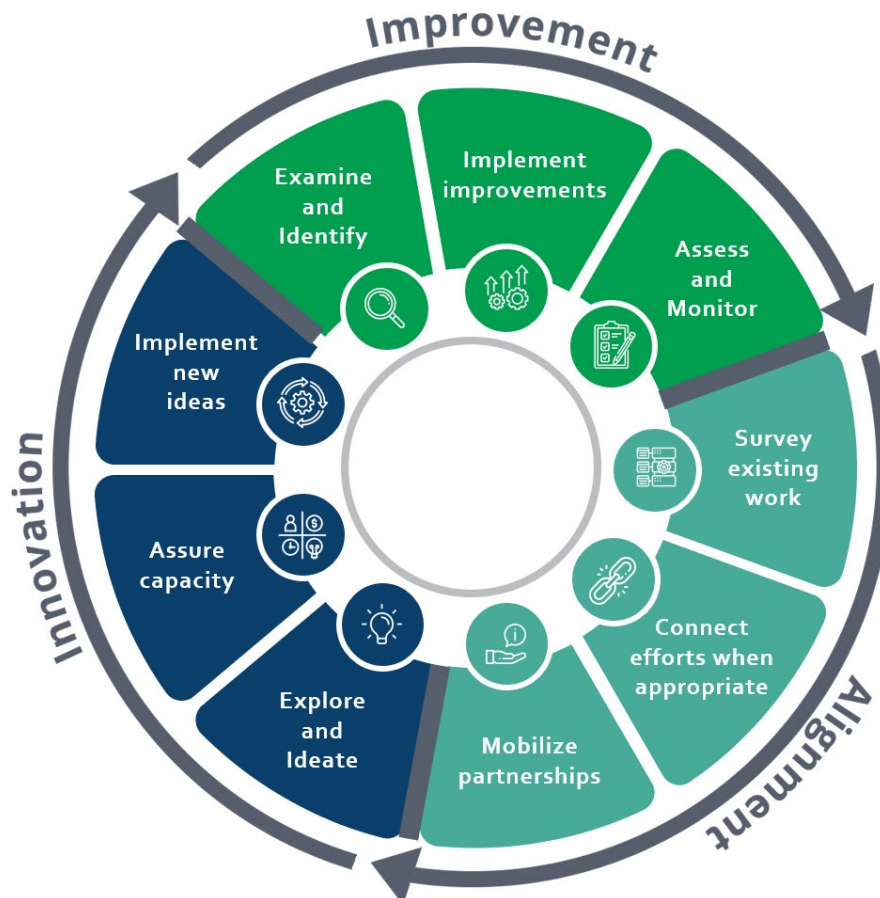 Improvement
Examine
and
Identify
Implement
improvements
Assess
and
Monitor
Survey
existing
work
Connect
efforts when
appropriate
Alignment
Mobilize
partnerships
Explore
and
Ideate
Assure
capacity
Implement
new
ideas
Innovation
$
i